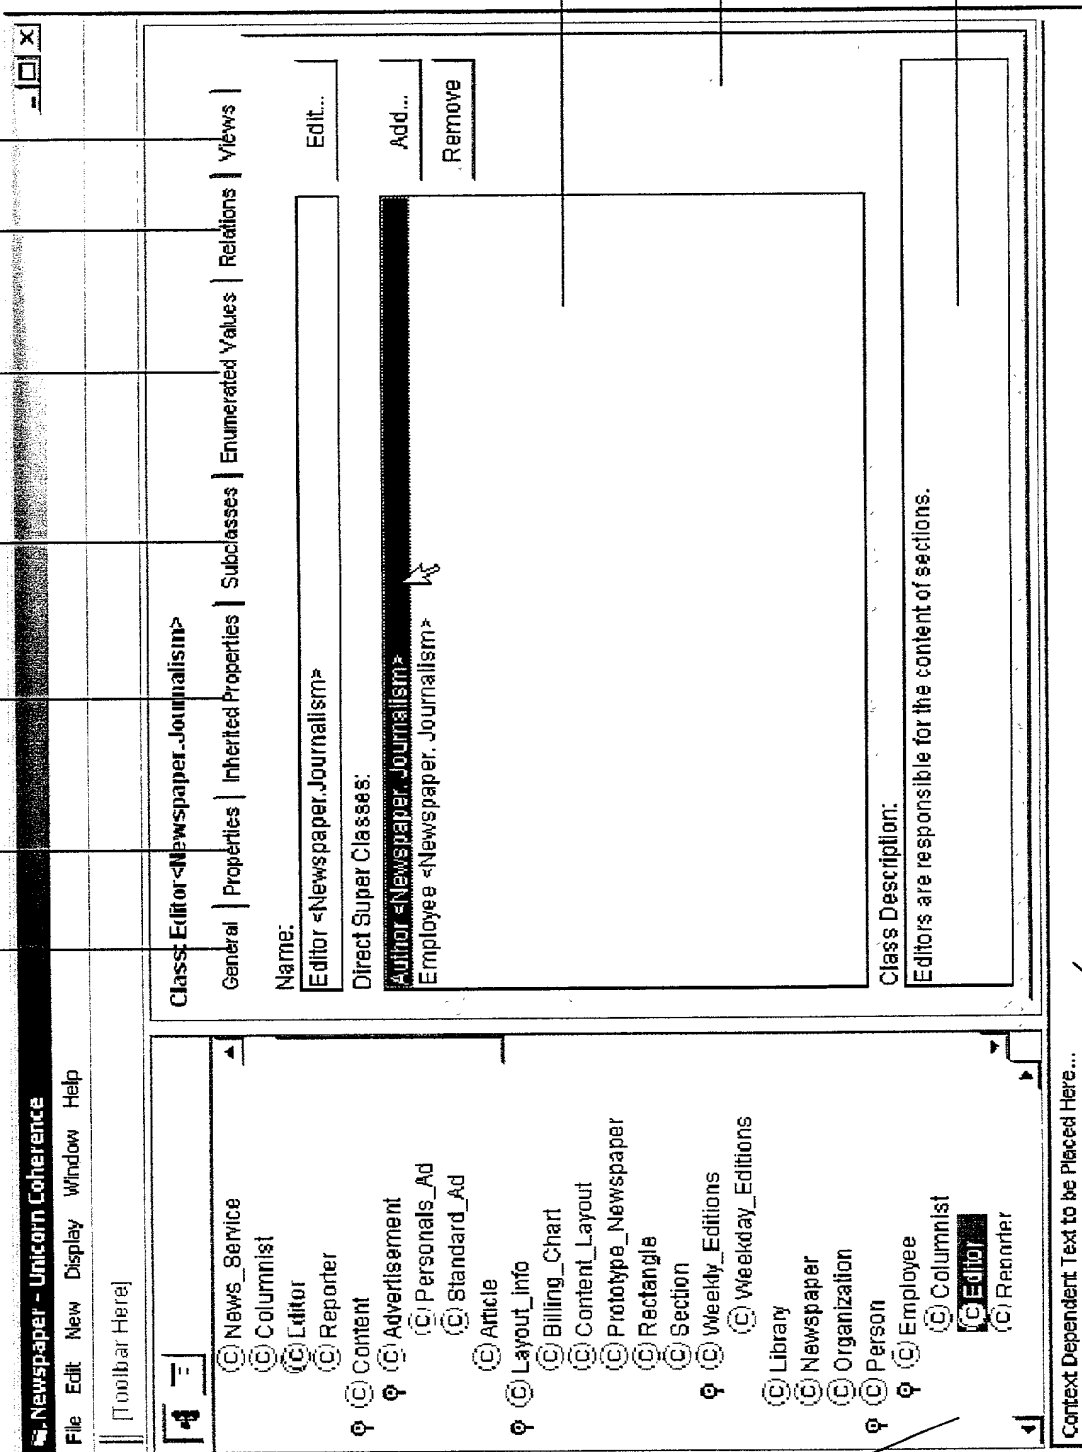 Newspaper - Unicorn Coherence
File Edit New Display Window Help
[Toolbar Here]
(C) News_Service
(C) Columnist
(C) Editor
(C) Reporter
(C) Content
(C) Advertisement
(C) Personals_Ad
(C) Standard_Ad
(C) Article
(C) Layout_info
(C) Billing_Chart
(C) Content_Layout
(C) Prototype_Newspaper
(C) Rectangle
(C) Section
(C) Weekly_Editions
(C) Weekday_Editions
(C) Library
(C) Newspaper
(C) Organization
(C) Person
(C) Employee
(C) Columnist
(C) Editor
(C) Reporter
Class: Editor<Newspaper.Journalism>
General | Properties | Inherited Properties | Subclasses | Enumerated Values | Relations | Views |
Name:
Editor <Newspaper.Journalism>
Edit...
Direct Super Classes:
Author <Newspaper.Journalism>
Employee <Newspaper. Journalism>
Add...
Remove
Class Description:
Editors are responsible for the content of sections.
Context Dependent Text to be Placed Here...